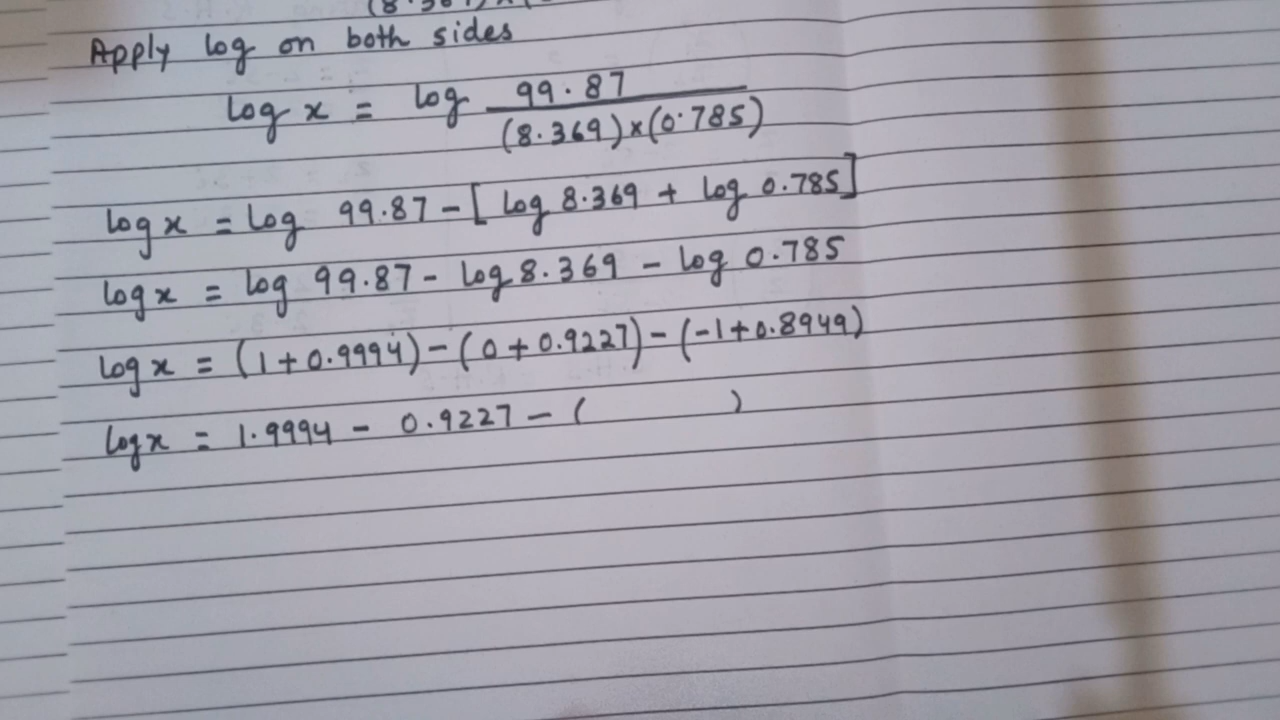 Apply log on both sides
log x = log 99.87 / (8.369)×(0.785)
log x = log 99.87 - [ log 8.369 + log 0.785]
log x = log 99.87 - log 8.369 - log 0.785
log x = (1+0.9994) - (0+0.9227) - (-1+0.8949)
log x = 1.9994 - 0.9227 - ( )